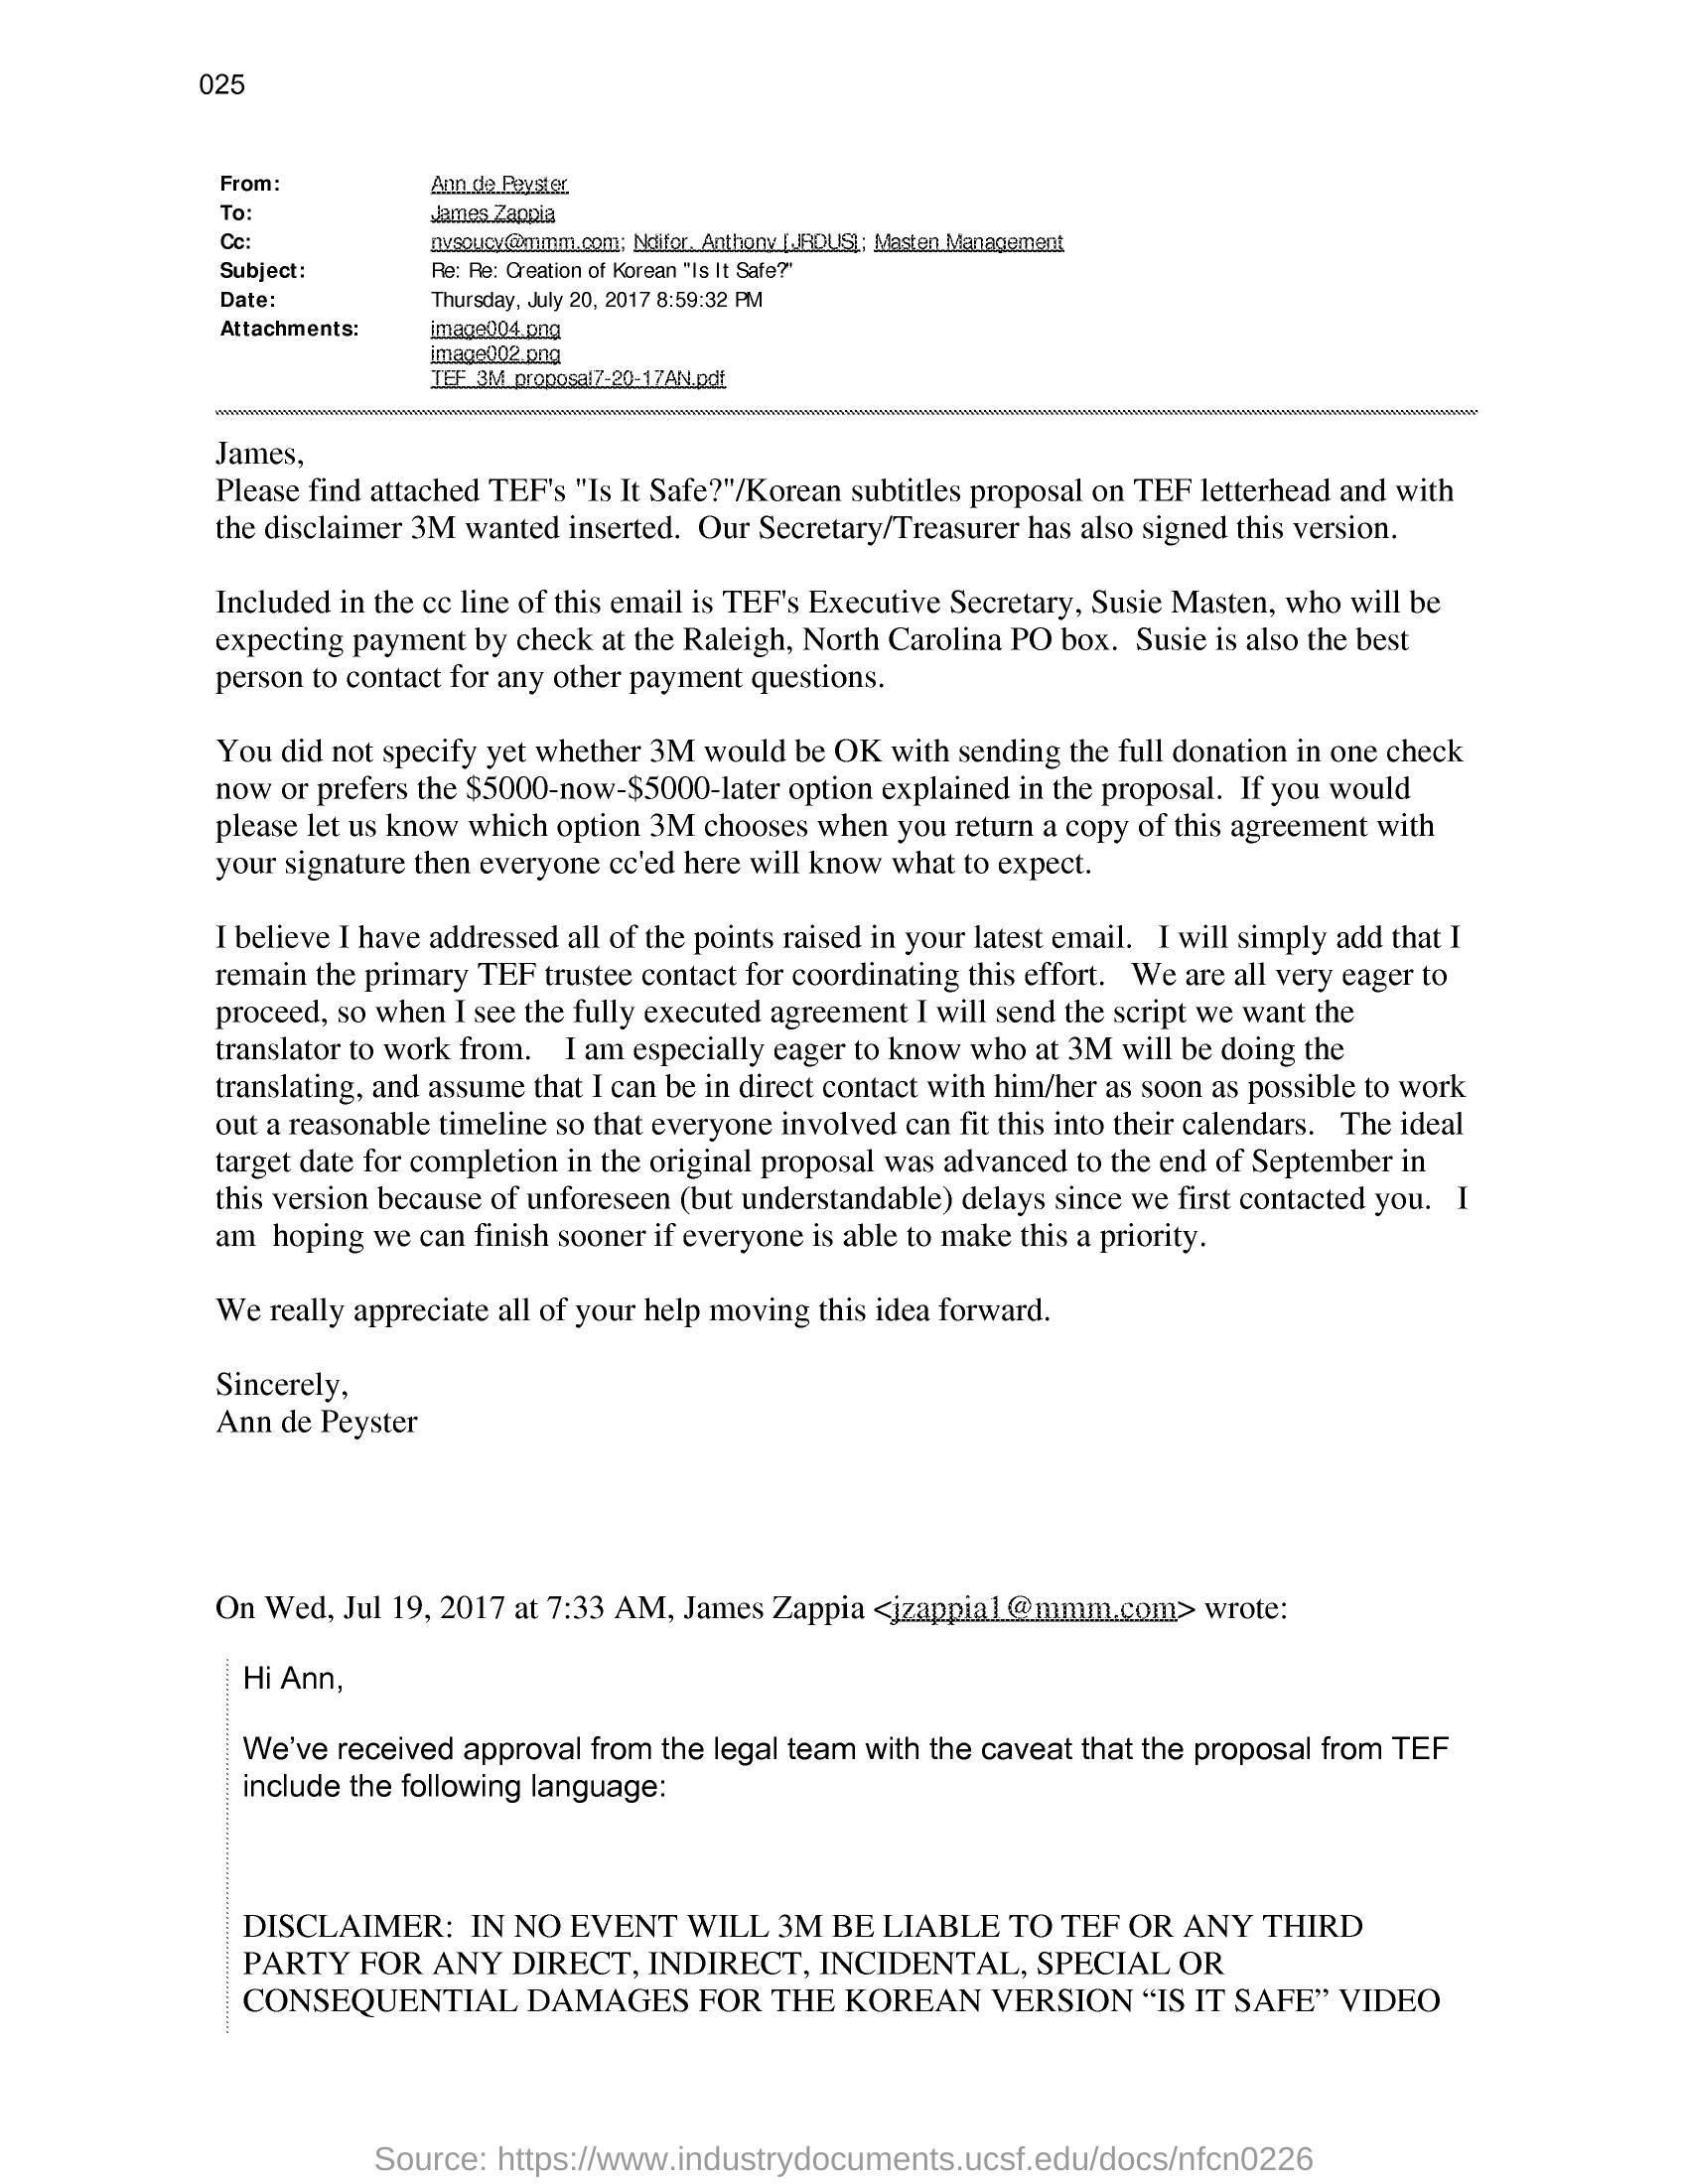 025
From: Ann de Peyster
To: James Zappia
Cc: nvsoucy@mmm.com; Ndifor, Anthony [JRDUS]; Masten Management
Subject: Re: Re: Creation of Korean "Is It Safe?"
Date: Thursday, July 20, 2017 8:59:32 PM
Attachments: image004.png
image002.png
TEF_3M_proposal7-20-17AN.pdf
James,
Please find attached TEF's "Is It Safe?"/Korean subtitles proposal on TEF letterhead and with
the disclaimer 3M wanted inserted.  Our Secretary/Treasurer has also signed this version.
Included in the cc line of this email is TEF's Executive Secretary, Susie Masten, who will be
expecting payment by check at the Raleigh, North Carolina PO box.  Susie is also the best
person to contact for any other payment questions.
You did not specify yet whether 3M would be OK with sending the full donation in one check
now or prefers the $5000-now-$5000-later option explained in the proposal.  If you would
please let us know which option 3M chooses when you return a copy of this agreement with
your signature then everyone cc'ed here will know what to expect.
I believe I have addressed all of the points raised in your latest email.   I will simply add that I
remain the primary TEF trustee contact for coordinating this effort.   We are all very eager to
proceed, so when I see the fully executed agreement I will send the script we want the
translator to work from.    I am especially eager to know who at 3M will be doing the
translating, and assume that I can be in direct contact with him/her as soon as possible to work
out a reasonable timeline so that everyone involved can fit this into their calendars.   The ideal
target date for completion in the original proposal was advanced to the end of September in
this version because of unforeseen (but understandable) delays since we first contacted you.   I
am  hoping we can finish sooner if everyone is able to make this a priority.
We really appreciate all of your help moving this idea forward.
Sincerely,
Ann de Peyster
On Wed, Jul 19, 2017 at 7:33 AM, James Zappia <jzappia1@mmm.com> wrote:
Hi Ann,
We’ve received approval from the legal team with the caveat that the proposal from TEF
include the following language:
DISCLAIMER:  IN NO EVENT WILL 3M BE LIABLE TO TEF OR ANY THIRD
PARTY FOR ANY DIRECT, INDIRECT, INCIDENTAL, SPECIAL OR
CONSEQUENTIAL DAMAGES FOR THE KOREAN VERSION “IS IT SAFE” VIDEO
Source: https://www.industrydocuments.ucsf.edu/docs/nfcn0226